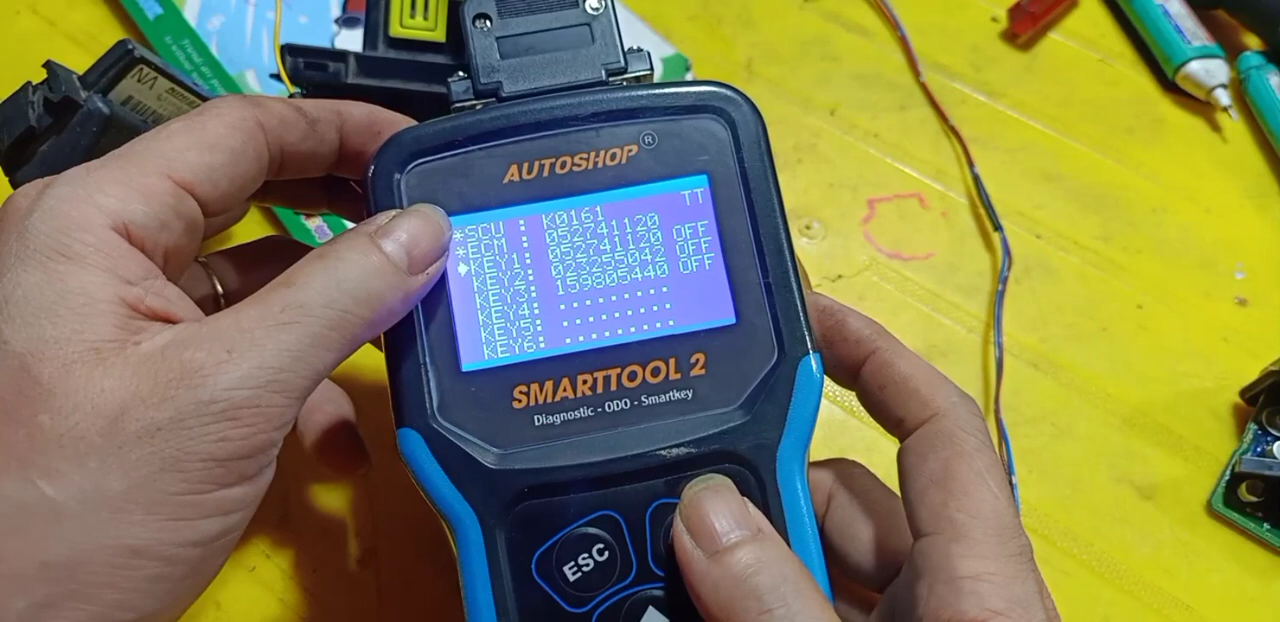 NA
AUTOSHOP ®
TT
*SCU : K0161
*ECM : 052741120
KEY1: 052741120 OFF
KEY2: 023255042 OFF
KEY3: 159805440 OFF
KEY4: .........
KEY5: .........
KEY6: .........
SMARTTOOL 2
Diagnostic - ODO - Smartkey
ESC